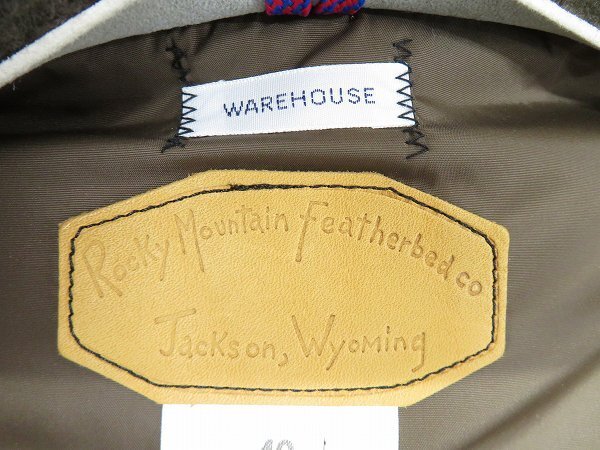 WAREHOUSE
Rocky Mountain Featherbed co
Jackson, Wyoming